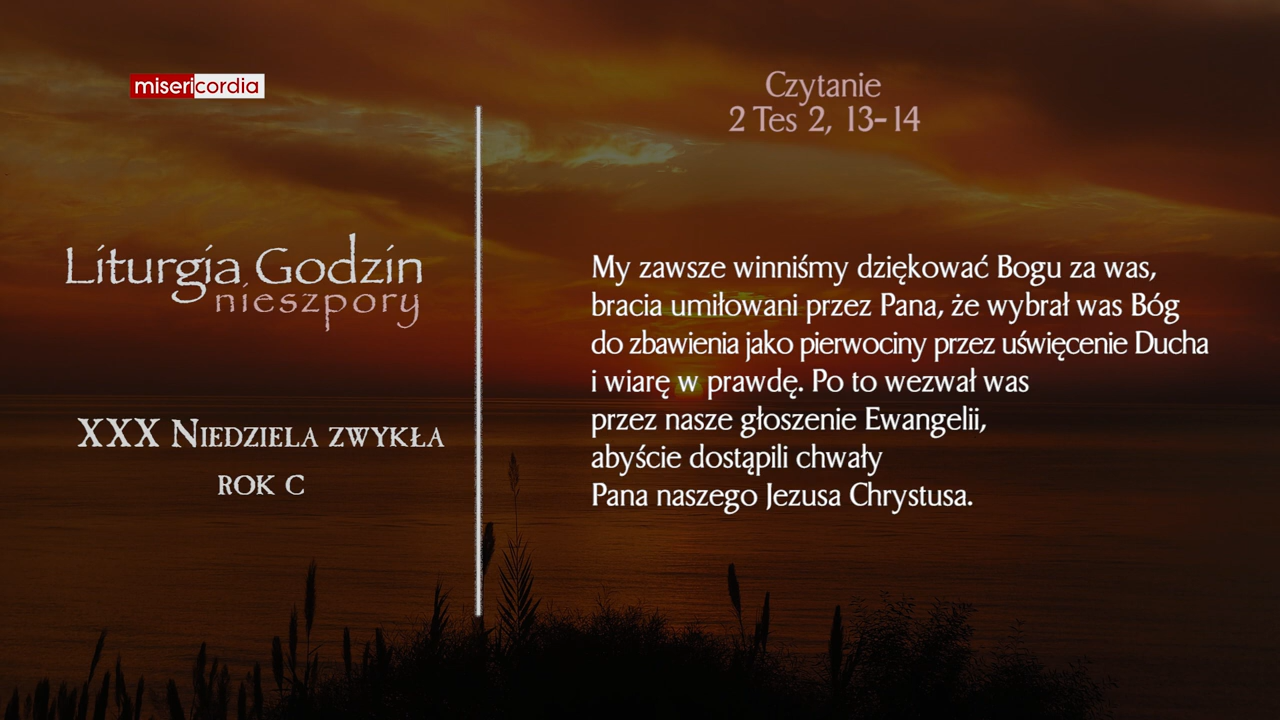 misericordia
Liturgia Godzin
nieszpory
XXX Niedziela zwykła
rok C
Czytanie
2 Tes 2, 13-14
My zawsze winniśmy dziękować Bogu za was,
bracia umiłowani przez Pana, że wybrał was Bóg
do zbawienia jako pierwociny przez uświęcenie Ducha
i wiarę w prawdę. Po to wezwał was
przez nasze głoszenie Ewangelii,
abyście dostąpili chwały
Pana naszego Jezusa Chrystusa.